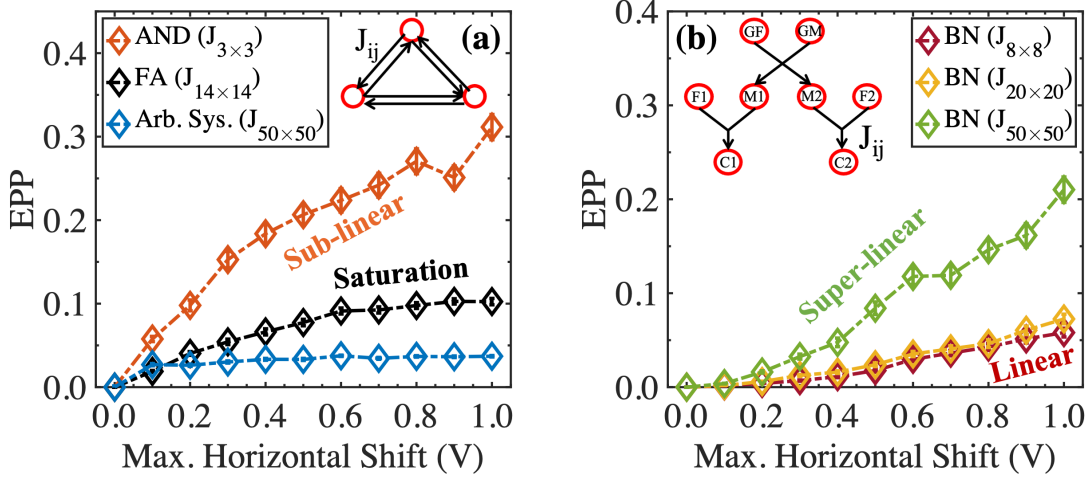 AND (J3×3)
FA (J14×14)
Arb. Sys. (J50×50)
Jij
(a)
Sub-linear
Saturation
EPP
0.4
0.3
0.2
0.1
0.0
0.0 0.2 0.4 0.6 0.8 1.0
Max. Horizontal Shift (V)
(b)
GF GM
F1 M1 M2 F2
Jij
C1 C2
BN (J8×8)
BN (J20×20)
BN (J50×50)
Super-linear
Linear
EPP
0.4
0.3
0.2
0.1
0.0
0.0 0.2 0.4 0.6 0.8 1.0
Max. Horizontal Shift (V)